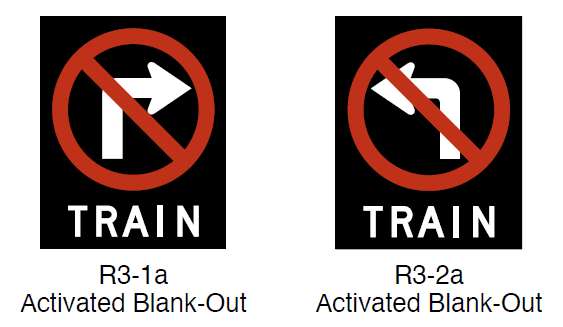 TRAIN
R3-1a
Activated Blank-Out
TRAIN
R3-2a
Activated Blank-Out